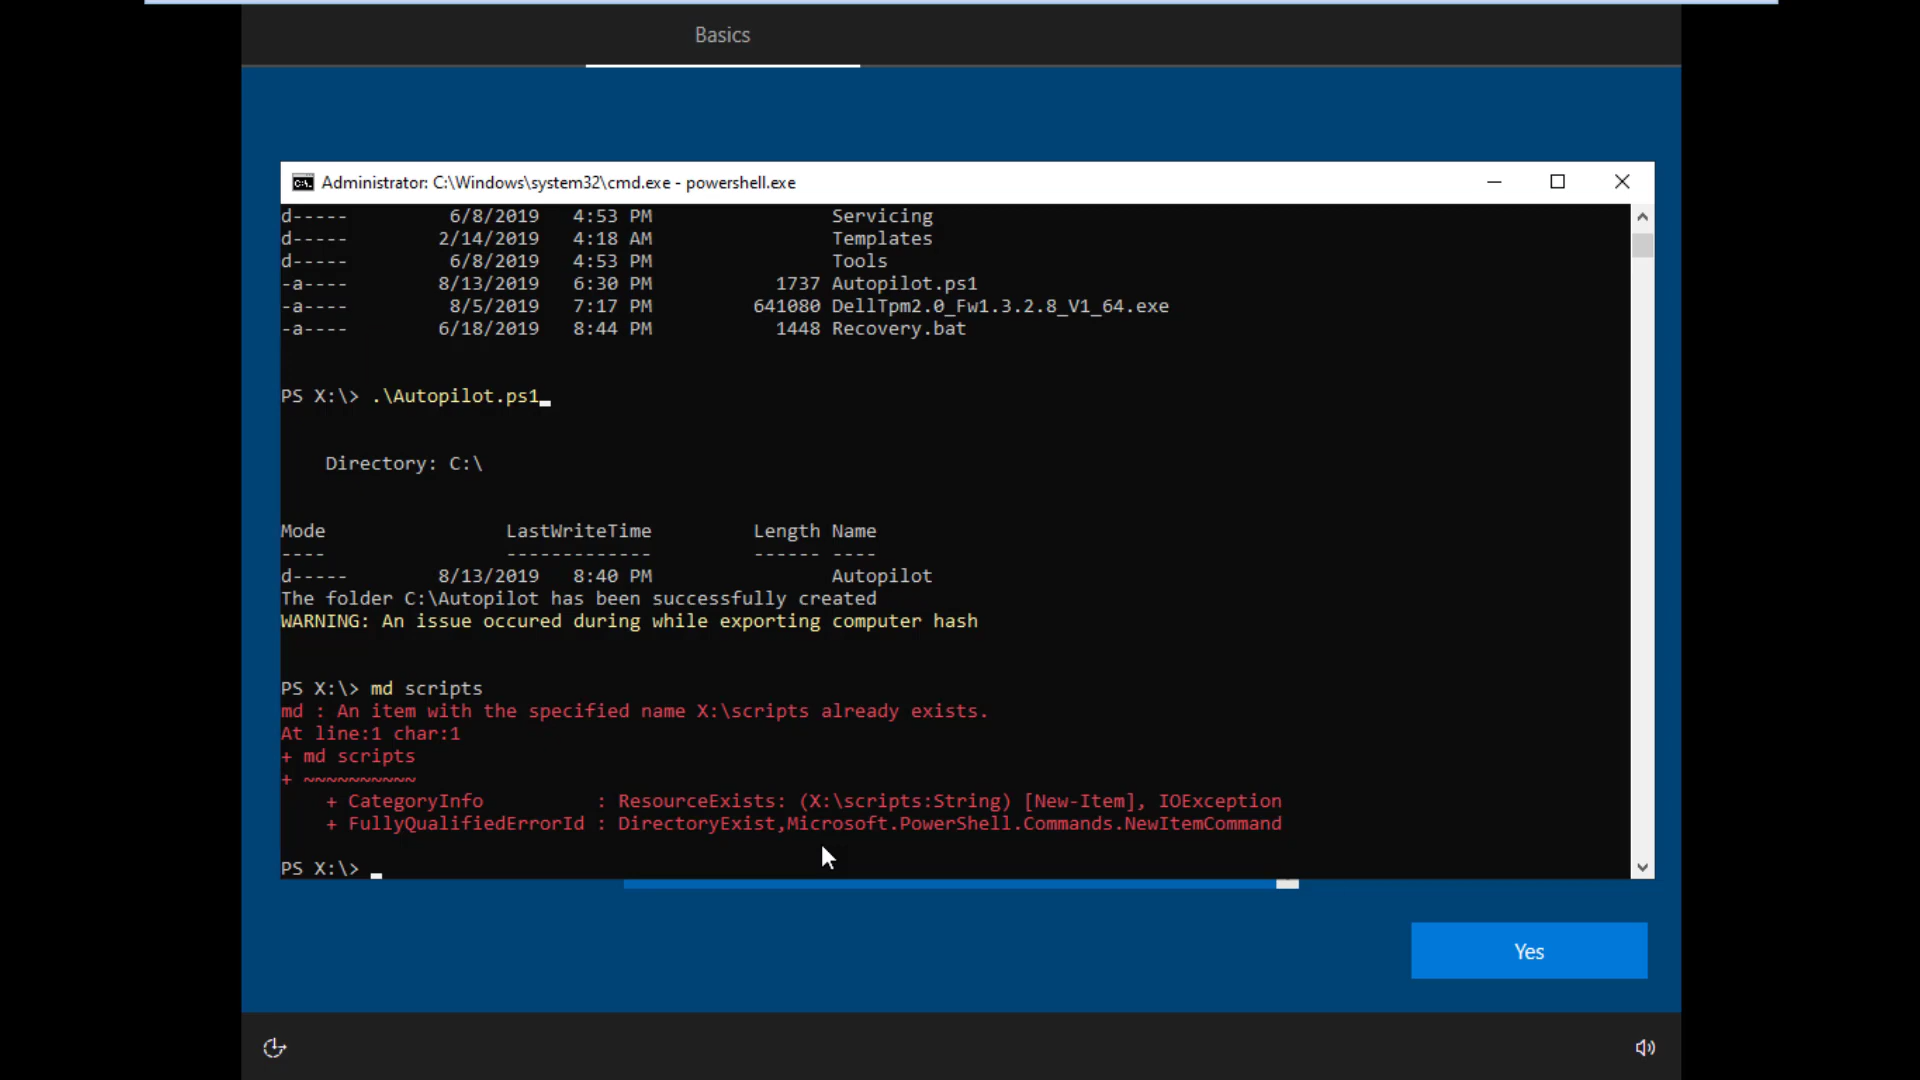 Basics
Administrator: C:\Windows\system32\cmd.exe - powershell.exe
d----- 6/8/2019 4:53 PM Servicing
d----- 2/14/2019 4:18 AM Templates
d----- 6/8/2019 4:53 PM Tools
-a---- 8/13/2019 6:30 PM 1737 Autopilot.ps1
-a---- 8/5/2019 7:17 PM 641080 DellTpm2.0_Fw1.3.2.8_V1_64.exe
-a---- 6/18/2019 8:44 PM 1448 Recovery.bat
PS X:\> .\Autopilot.ps1
Directory: C:\
Mode LastWriteTime Length Name
---- ------------- ------ ----
d----- 8/13/2019 8:40 PM Autopilot
The folder C:\Autopilot has been successfully created
WARNING: An issue occured during while exporting computer hash
PS X:\> md scripts
md : An item with the specified name X:\scripts already exists.
At line:1 char:1
+ md scripts
+ ~~~~~~~~~~
+ CategoryInfo : ResourceExists: (X:\scripts:String) [New-Item], IOException
+ FullyQualifiedErrorId : DirectoryExist,Microsoft.PowerShell.Commands.NewItemCommand
PS X:\>
Yes